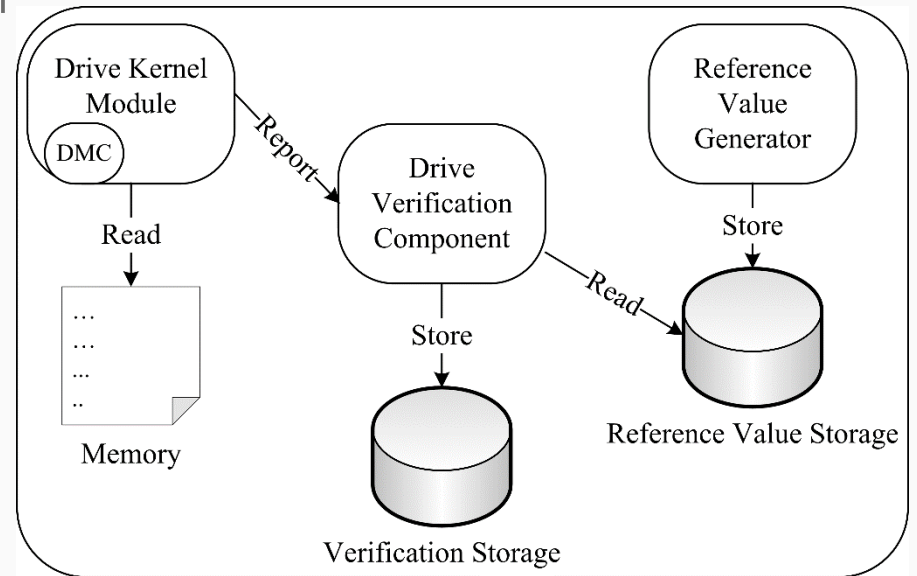 Drive Kernel
Module
DMC
Report
Read
...
...
...
..
Memory
Drive
Verification
Component
Store
Verification Storage
Read
Reference
Value
Generator
Store
Reference Value Storage